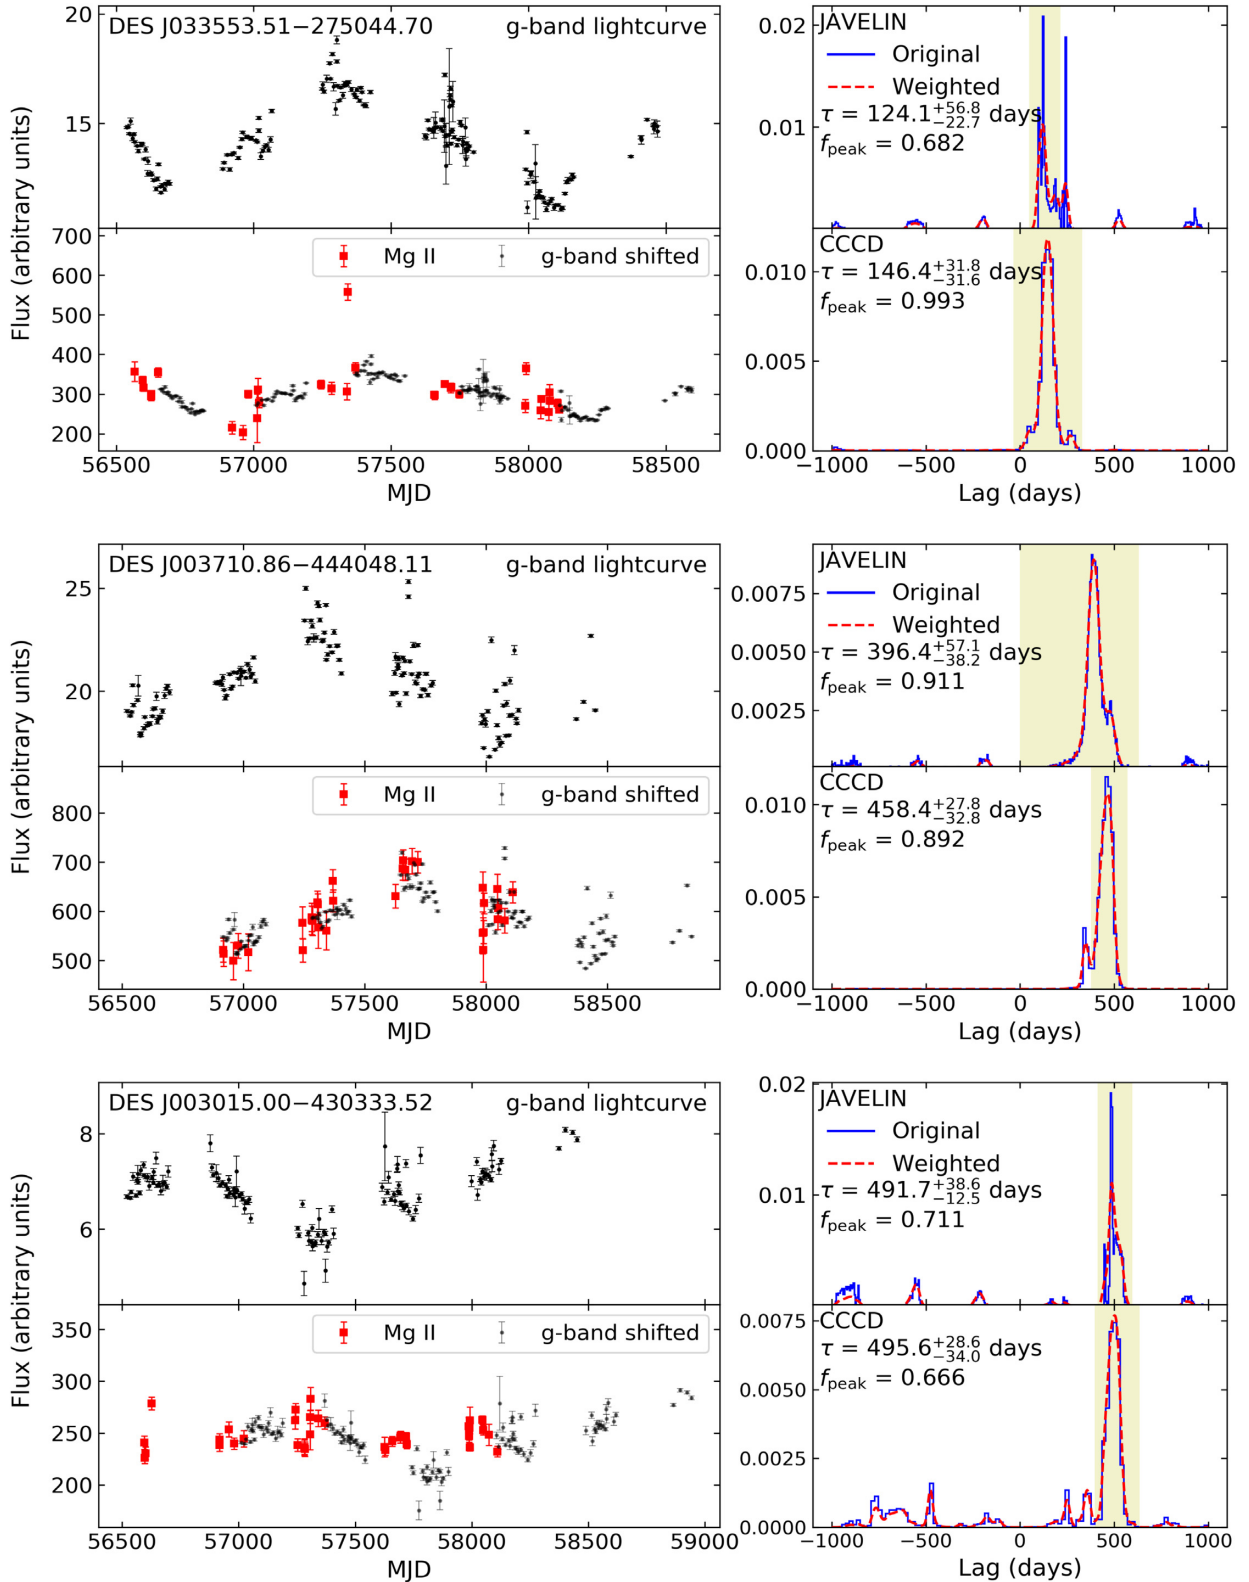 DES J033553.51−275044.70 g-band lightcurve
20
15
Flux (arbitrary units)
700
600
500
400
300
200
Mg II g-band shifted
56500 57000 57500 58000 58500
MJD
0.02
0.01
JAVELIN
Original
Weighted
τ = 124.1+56.8−22.7 days
fpeak = 0.682
0.010
0.005
0.000
CCCD
τ = 146.4+31.8−31.6 days
fpeak = 0.993
−1000 −500 0 500 1000
Lag (days)
DES J003710.86−444048.11 g-band lightcurve
25
20
Flux (arbitrary units)
800
700
600
500
Mg II g-band shifted
56500 57000 57500 58000 58500
MJD
0.0075
0.0050
0.0025
JAVELIN
Original
Weighted
τ = 396.4+57.1−38.2 days
fpeak = 0.911
0.010
0.005
0.000
CCCD
τ = 458.4+27.8−32.8 days
fpeak = 0.892
−1000 −500 0 500 1000
Lag (days)
DES J003015.00−430333.52 g-band lightcurve
8
6
Flux (arbitrary units)
350
300
250
200
Mg II g-band shifted
56500 57000 57500 58000 58500 59000
MJD
0.02
0.01
JAVELIN
Original
Weighted
τ = 491.7+38.6−12.5 days
fpeak = 0.711
0.0075
0.0050
0.0025
0.0000
CCCD
τ = 495.6+28.6−34.0 days
fpeak = 0.666
−1000 −500 0 500 1000
Lag (days)